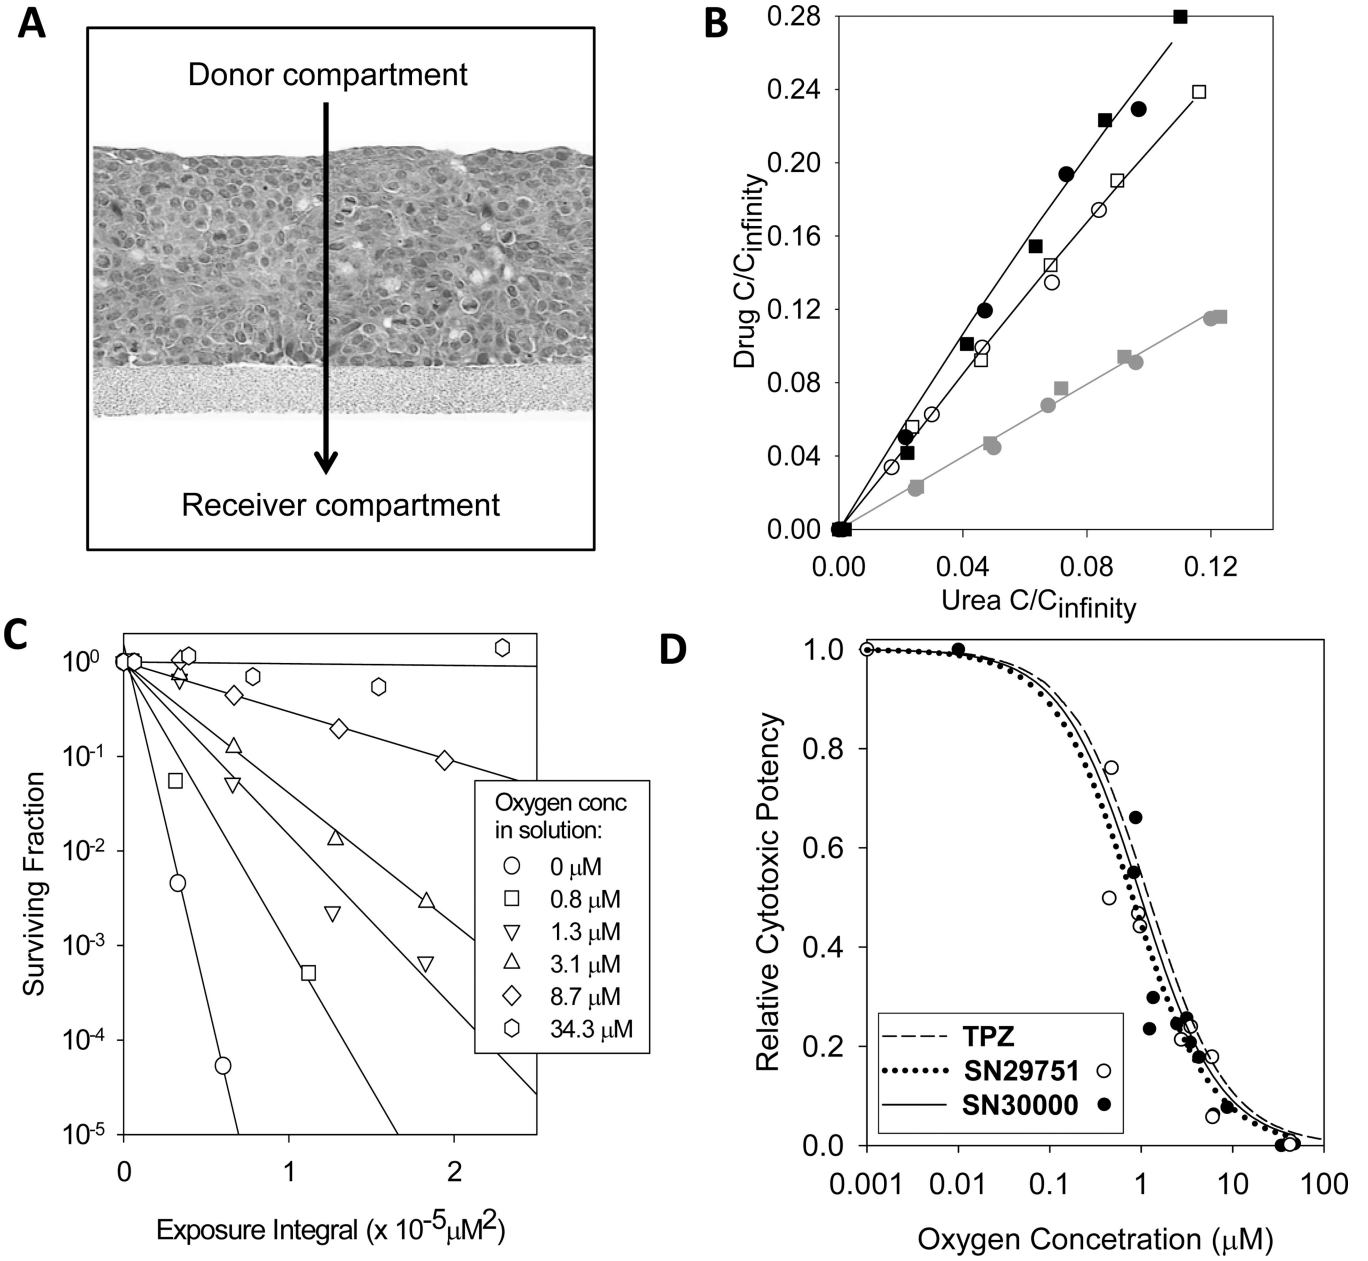 A
Donor compartment
Receiver compartment
B
0.28
0.24
0.20
0.16
0.12
0.08
0.04
0.00
Drug C/Cinfinity
0.00 0.04 0.08 0.12
Urea C/Cinfinity
C
10^0
10^-1
10^-2
10^-3
10^-4
10^-5
Surviving Fraction
Oxygen conc
in solution:
0 μM
0.8 μM
1.3 μM
3.1 μM
8.7 μM
34.3 μM
0 1 2
Exposure Integral (x 10^-5μM^2)
D
1.0
0.8
0.6
0.4
0.2
0.0
Relative Cytotoxic Potency
TPZ
SN29751
SN30000
0.001 0.01 0.1 1 10 100
Oxygen Concetration (μM)